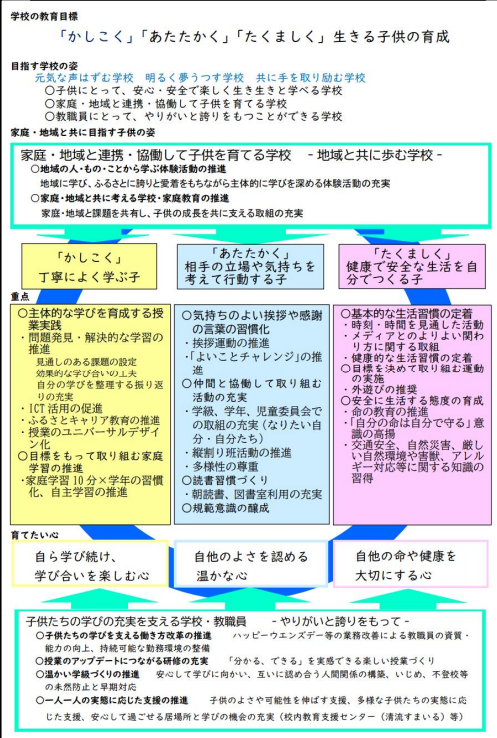 学校の教育目標
「かしこく」「あたたかく」「たくましく」生きる子供の育成
目指す学校の姿
元気な声はずむ学校　明るく夢うつす学校　共に手を取り励む学校
〇子供にとって、安心・安全で楽しく生き生きと学べる学校
〇家庭・地域と連携・協働して子供を育てる学校
〇教職員にとって、やりがいと誇りをもつことができる学校
家庭・地域と共に目指す子供の姿
家庭・地域と連携・協働して子供を育てる学校　- 地域と共に歩む学校 -
〇地域の人・もの・ことから学ぶ体験活動の推進
地域に学び、ふるさとに誇りと愛着をもちながら主体的に学びを深める体験活動の充実
〇家庭・地域と共に考える学校・家庭教育の推進
家庭・地域と課題を共有し、子供の成長を共に支える取組の充実
「かしこく」
丁寧によく学ぶ子
「あたたかく」
相手の立場や気持ちを考
えて行動する子
「たくましく」
健康で安全な生活を自
分でつくる子
重点
〇主体的な学びを育成する授
業実践
・問題発見・解決的な学習の
推進
見通しのある課題の設定
効果的な学び合いの工夫
自分の学びを整理する振り返
りの充実
・ICT 活用の促進
・ふるさとキャリア教育の推進
・授業のユニバーサルデザイ
ン化
〇目標をもって取り組む家庭
学習の推進
・家庭学習 10 分×学年の習慣
化、自主学習の推進
〇気持ちのよい挨拶や感謝
の言葉の習慣化
・挨拶運動の推進
・「よいことチャレンジ」の推
進
〇仲間と協働して取り組む
活動の充実
・学級、学年、児童委員会で
の取組の充実（なりたい自
分・自分たち）
・縦割り班活動の推進
・多様性の尊重
〇読書習慣づくり
・朝読書、図書室利用の充実
〇規範意識の醸成
〇基本的な生活習慣の定着
・時刻・時間を見通した活動
・メディアとのよりよい関わ
り方に関する取組
・健康的な生活習慣の定着
〇目標を決めて取り組む運動
の実施
・外遊びの推奨
〇安全に生活する態度の育成
・命の教育の推進
・「自分の命は自分で守る」意
識の高揚
・交通安全、自然災害、厳し
い自然環境や害獣、アレル
ギー対応等に関する知識の
習得
育てたい心
自ら学び続け、
学び合いを楽しむ心
自他のよさを認める
温かな心
自他の命や健康を
大切にする心
子供たちの学びの充実を支える学校・教職員　- やりがいと誇りをもって -
〇子供たちの学びを支える働き方改革の推進　ハッピーウエンズデー等の業務改善による教職員の資質・
能力の向上、持続可能な勤務環境の整備
〇授業のアップデートにつながる研修の充実　「分かる、できる」を実感できる楽しい授業づくり
〇温かい学級づくりの推進　安心して学びに向かい、互いに認め合う人間関係の構築、いじめ、不登校等
の未然防止と早期対応
〇一人一人の実態に応じた支援の推進　子供のよさや可能性を伸ばす支援、多様な子供たちの実態に応
じた支援、安心して過ごせる居場所と学びの機会の充実（校内教育支援センター（清流すまいる）等）